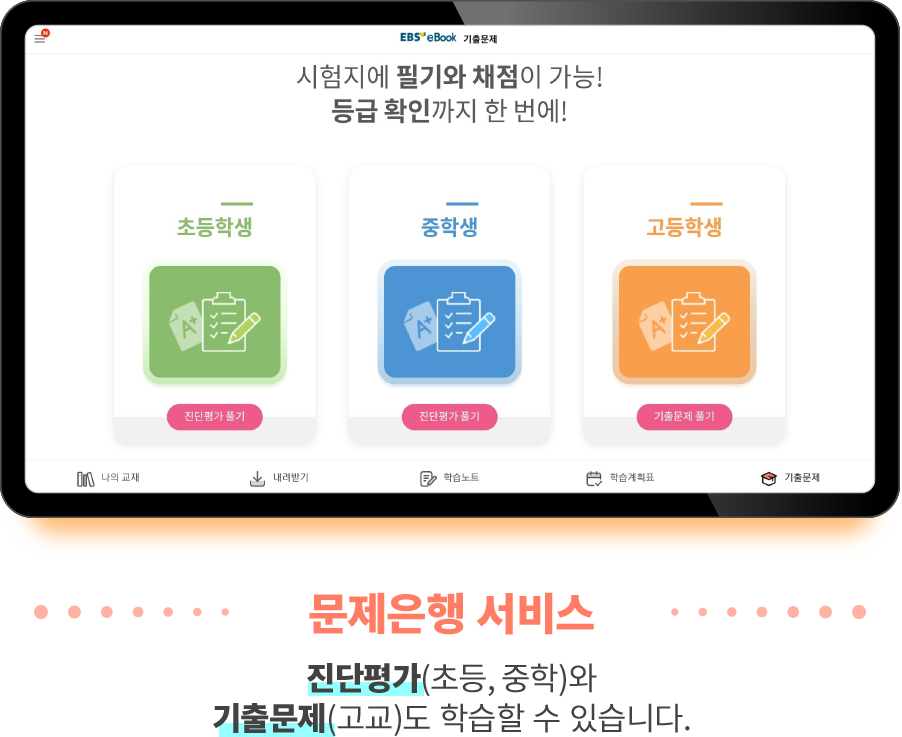 N
EBS eBook 기출문제
시험지에 필기와 채점이 가능!
등급 확인까지 한 번에!
초등학생
중학생
고등학생
A+
A+
A+
진단평가 풀기
진단평가 풀기
기출문제 풀기
나의 교재
내려받기
학습노트
학습계획표
기출문제
문제은행 서비스
진단평가(초등, 중학)와
기출문제(고교)도 학습할 수 있습니다.